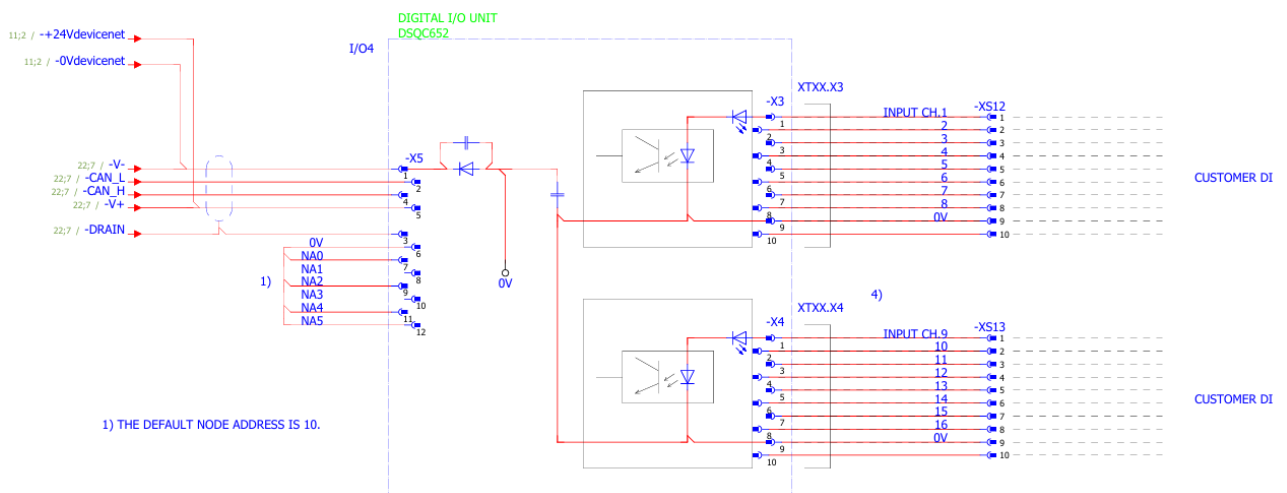 DIGITAL I/O UNIT
DSQC652
I/O4
11;2 / -+24Vdevicenet
11;2 / -0Vdevicenet
22;7 / -V-
22;7 / -CAN_L
22;7 / -CAN_H
22;7 / -V+
22;7 / -DRAIN
-X5
1
2
4
5
3
0V
6
NA0
NA1
7
NA2
8
NA3
9
NA4
10
NA5
11
12
1)
0V
1) THE DEFAULT NODE ADDRESS IS 10.
XTXX.X3
-X3
INPUT CH.1
-XS12
1
1
2
2
2
3
3
3
4
4
4
5
5
5
6
6
6
7
7
7
8
8
8
0V
9
9
10
10
CUSTOMER DI
4)
XTXX.X4
-X4
INPUT CH.9
-XS13
1
1
10
2
2
11
3
3
12
4
4
13
5
5
14
6
6
15
7
7
16
8
8
0V
9
9
10
10
CUSTOMER DI